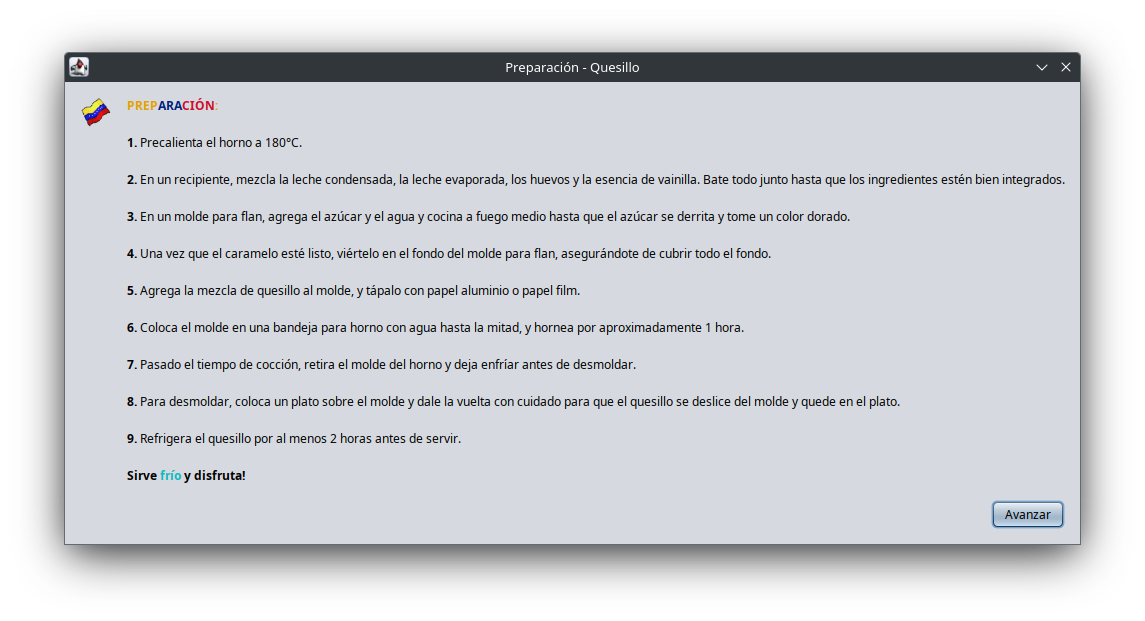 Preparación - Quesillo
PREPARACIÓN:
1. Precalienta el horno a 180°C.
2. En un recipiente, mezcla la leche condensada, la leche evaporada, los huevos y la esencia de vainilla. Bate todo junto hasta que los ingredientes estén bien integrados.
3. En un molde para flan, agrega el azúcar y el agua y cocina a fuego medio hasta que el azúcar se derrita y tome un color dorado.
4. Una vez que el caramelo esté listo, viértelo en el fondo del molde para flan, asegurándote de cubrir todo el fondo.
5. Agrega la mezcla de quesillo al molde, y tápalo con papel aluminio o papel film.
6. Coloca el molde en una bandeja para horno con agua hasta la mitad, y hornea por aproximadamente 1 hora.
7. Pasado el tiempo de cocción, retira el molde del horno y deja enfríar antes de desmoldar.
8. Para desmoldar, coloca un plato sobre el molde y dale la vuelta con cuidado para que el quesillo se deslice del molde y quede en el plato.
9. Refrigera el quesillo por al menos 2 horas antes de servir.
Sirve frío y disfruta!
Avanzar